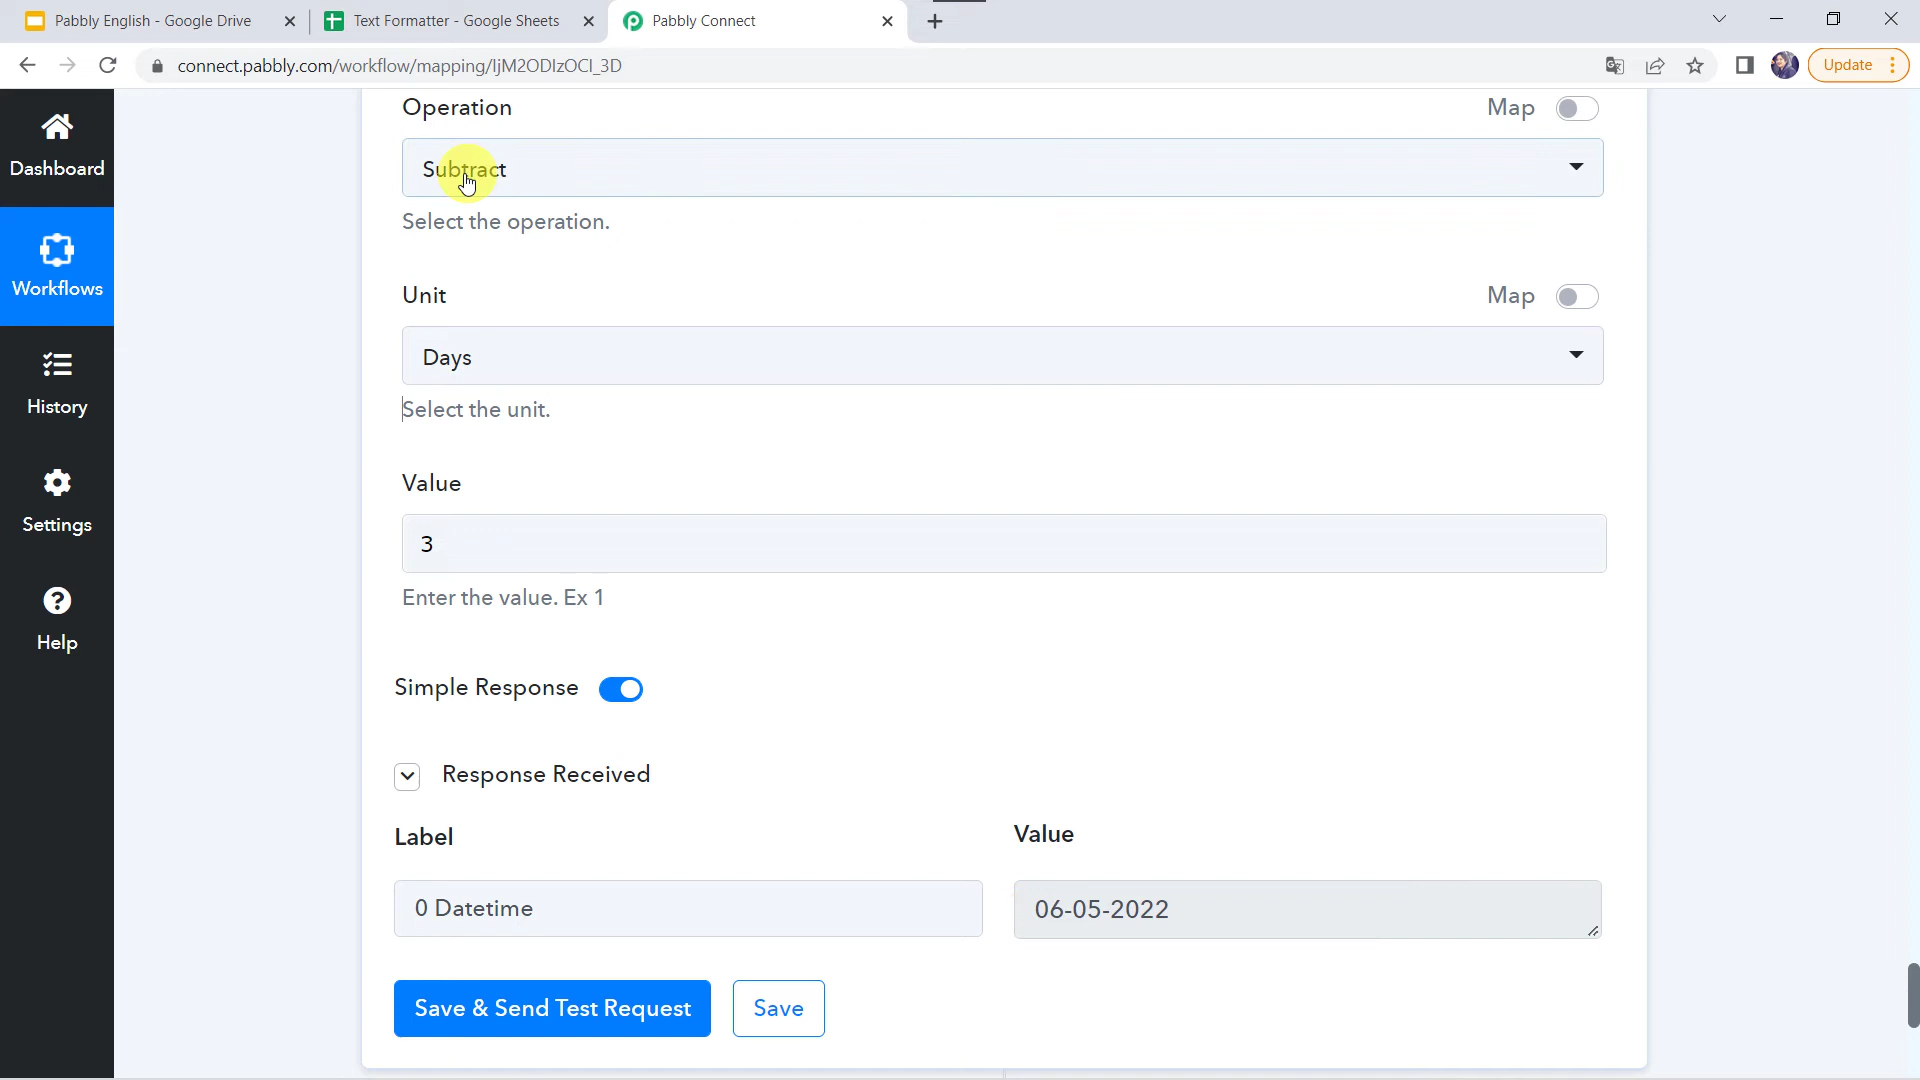 Pabbly English - Google Drive
Text Formatter - Google Sheets
Pabbly Connect
connect.pabbly.com/workflow/mapping/IjM2ODIzOCI_3D
Update
Dashboard
Workflows
History
Settings
Help
Operation
Map
Subtract
Select the operation.
Unit
Map
Days
Select the unit.
Value
3
Enter the value. Ex 1
Simple Response
Response Received
Label
Value
0 Datetime
06-05-2022
Save & Send Test Request
Save